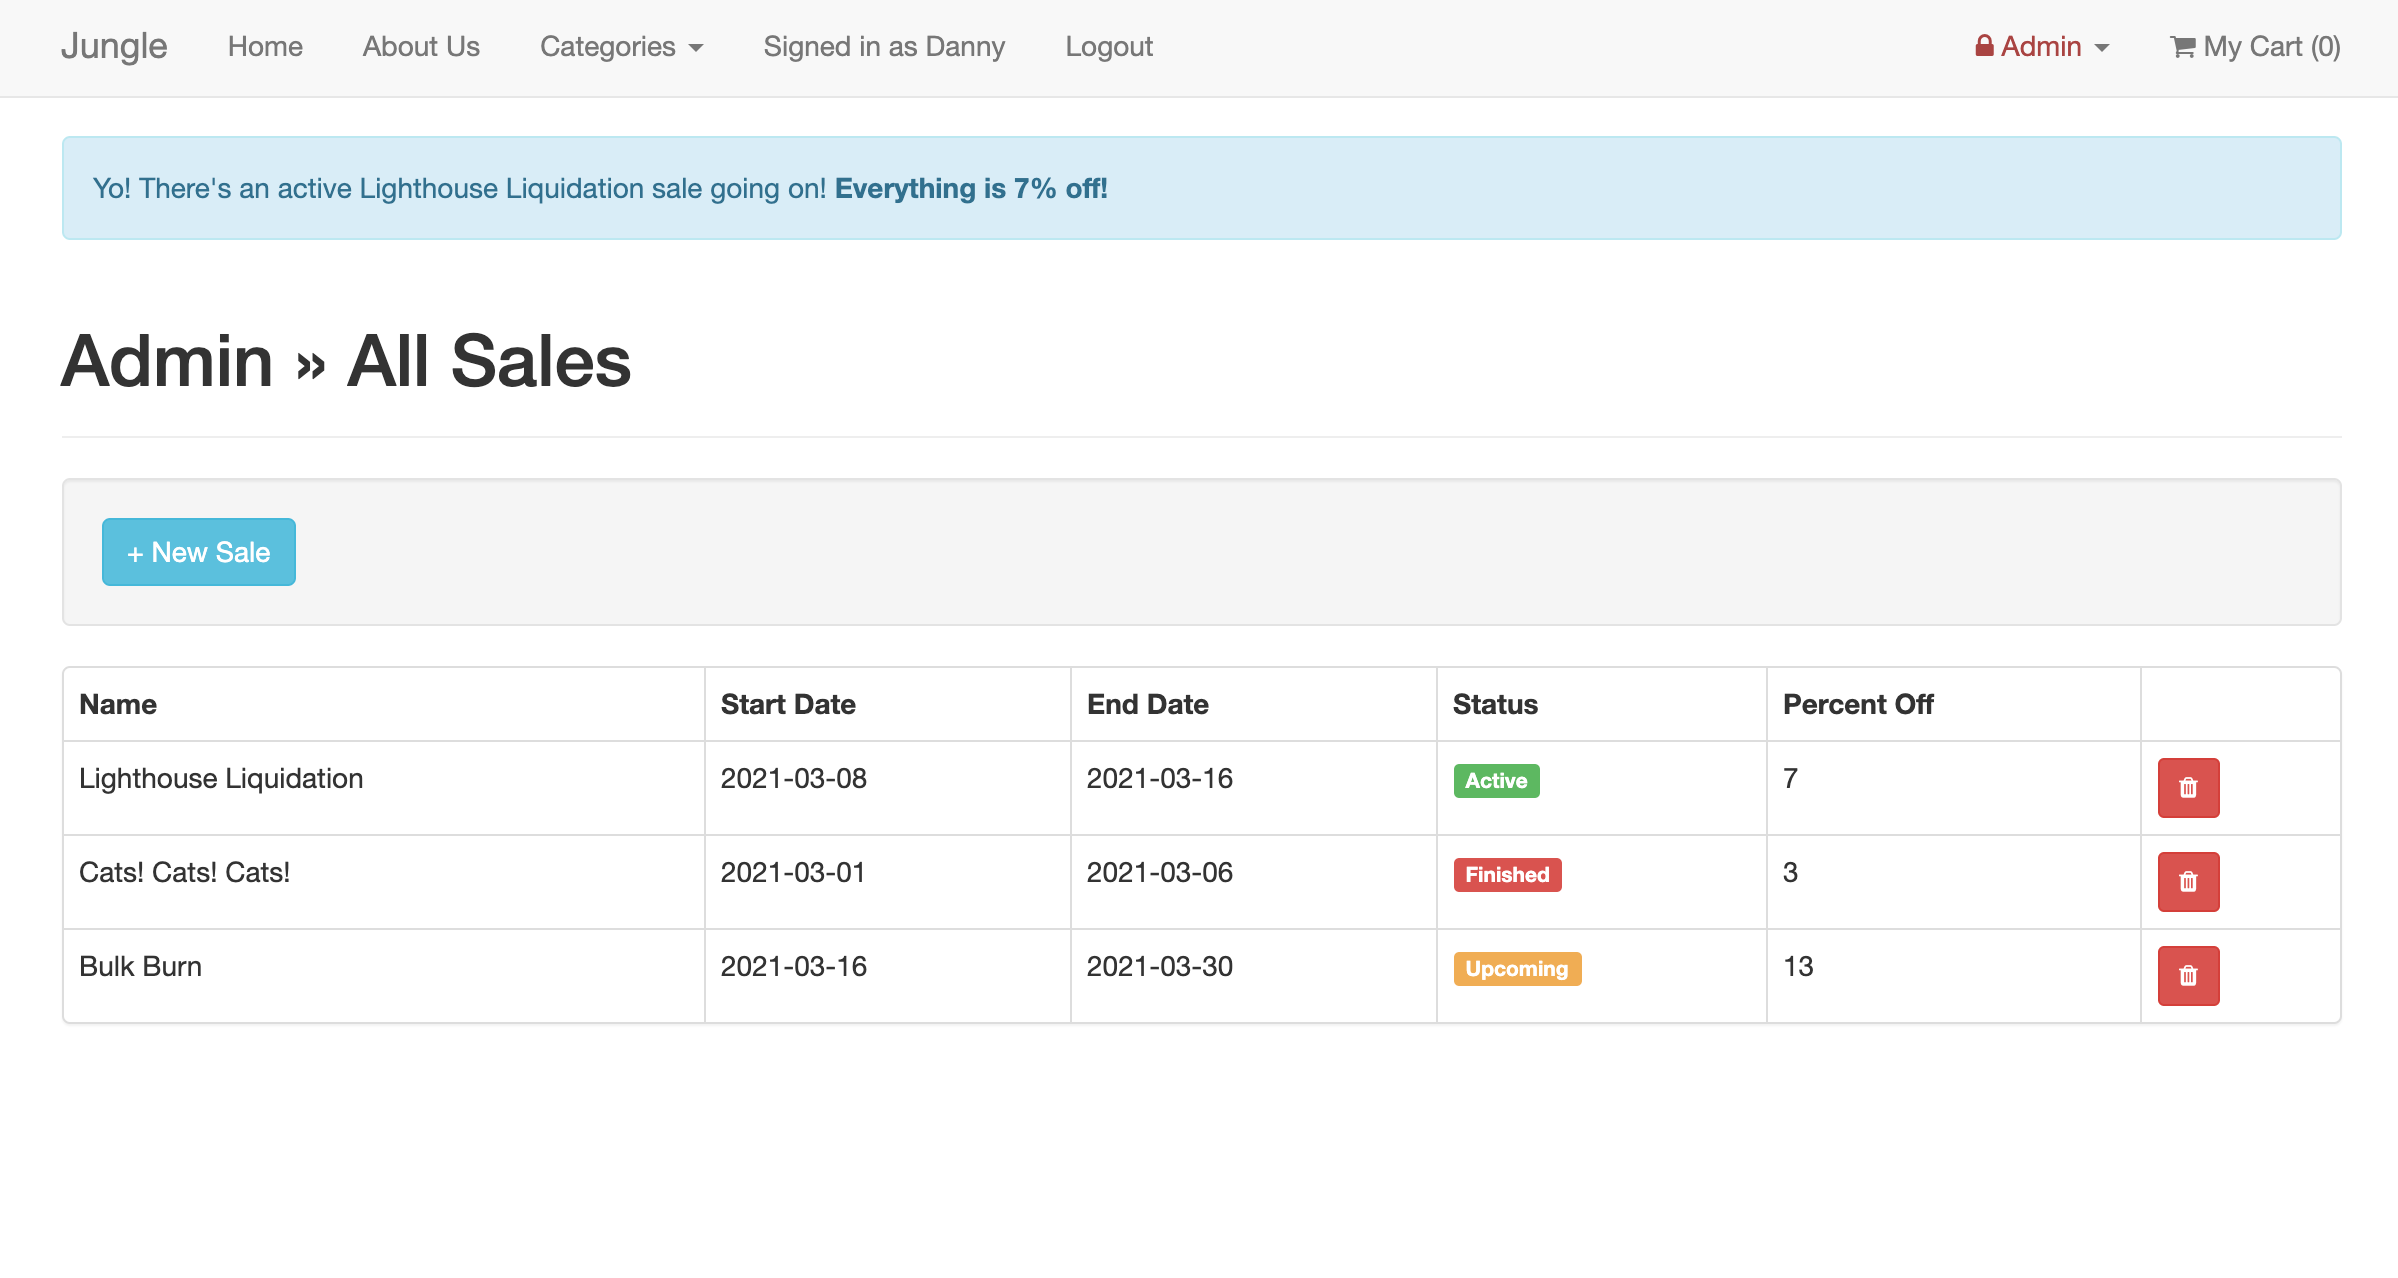 Jungle Home About Us Categories Signed in as Danny Logout Admin My Cart (0)
Yo! There's an active Lighthouse Liquidation sale going on! Everything is 7% off!
Admin » All Sales
+ New Sale
Name Start Date End Date Status Percent Off
Lighthouse Liquidation 2021-03-08 2021-03-16 Active 7
Cats! Cats! Cats! 2021-03-01 2021-03-06 Finished 3
Bulk Burn 2021-03-16 2021-03-30 Upcoming 13